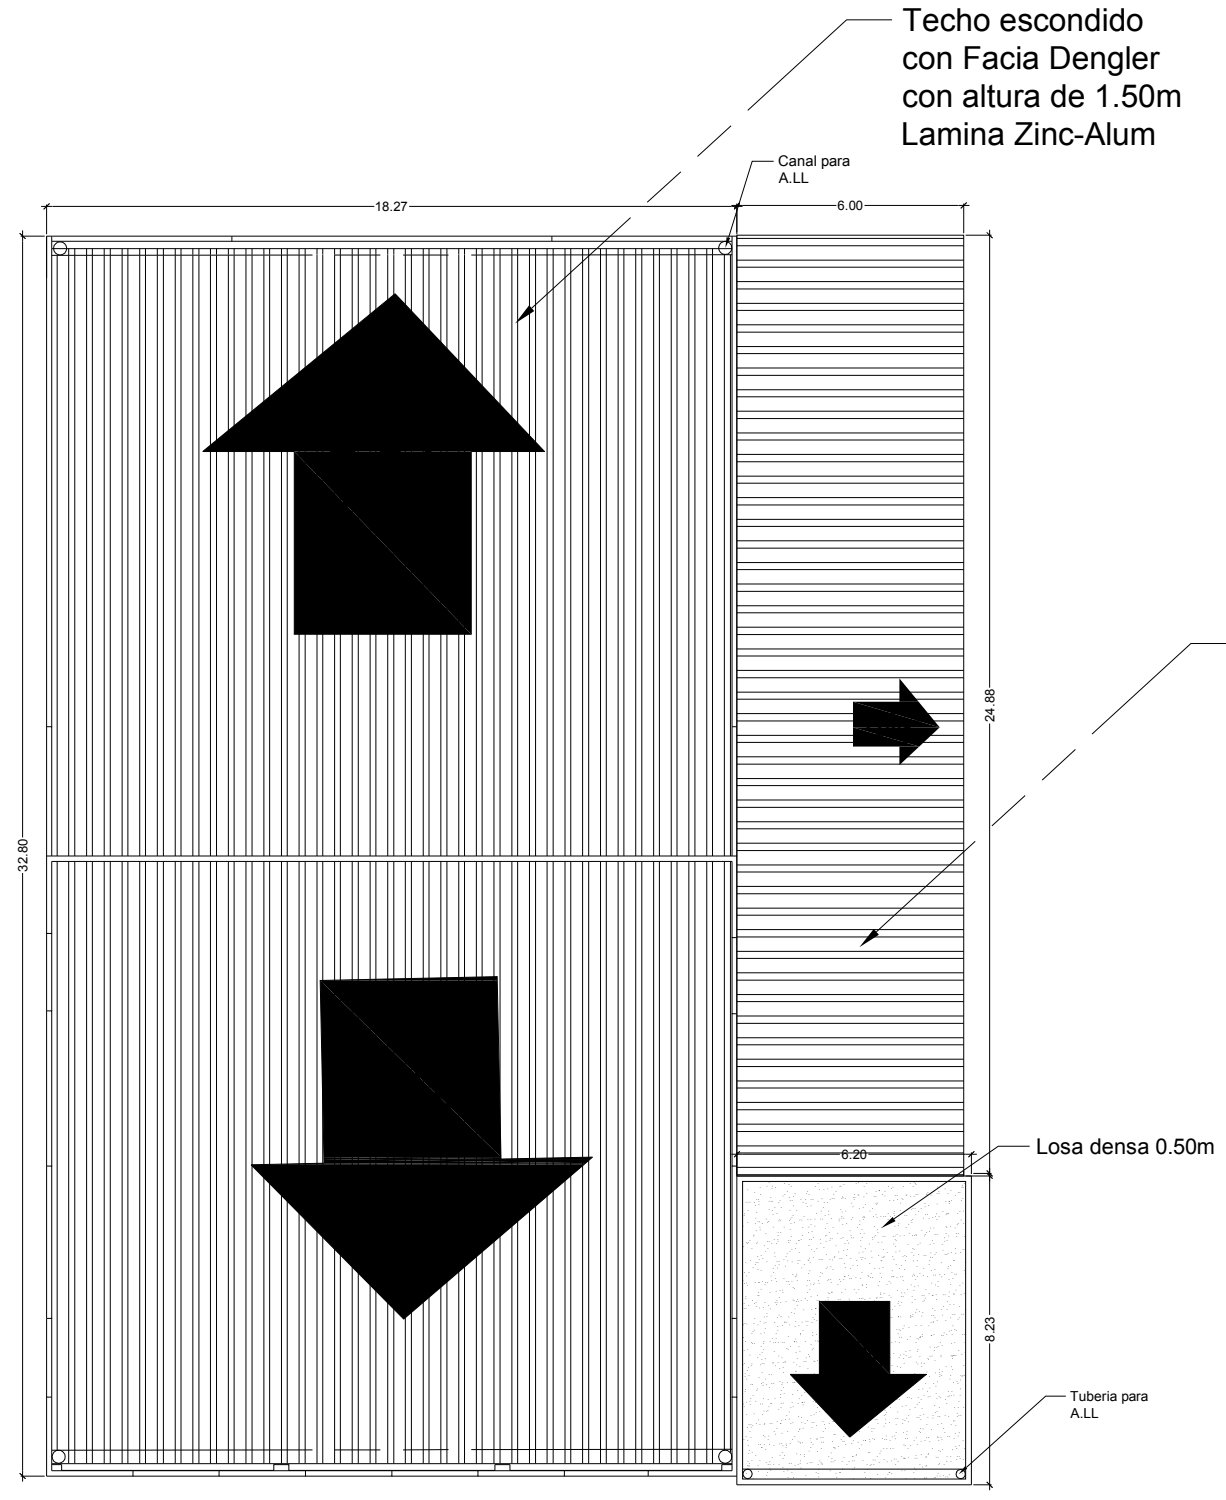 Techo escondido
con Facia Dengler
con altura de 1.50m
Lamina Zinc-Alum
Canal para
A.LL
18.27
6.00
24.88
32.80
6.20
Losa densa 0.50m
8.23
Tuberia para
A.LL